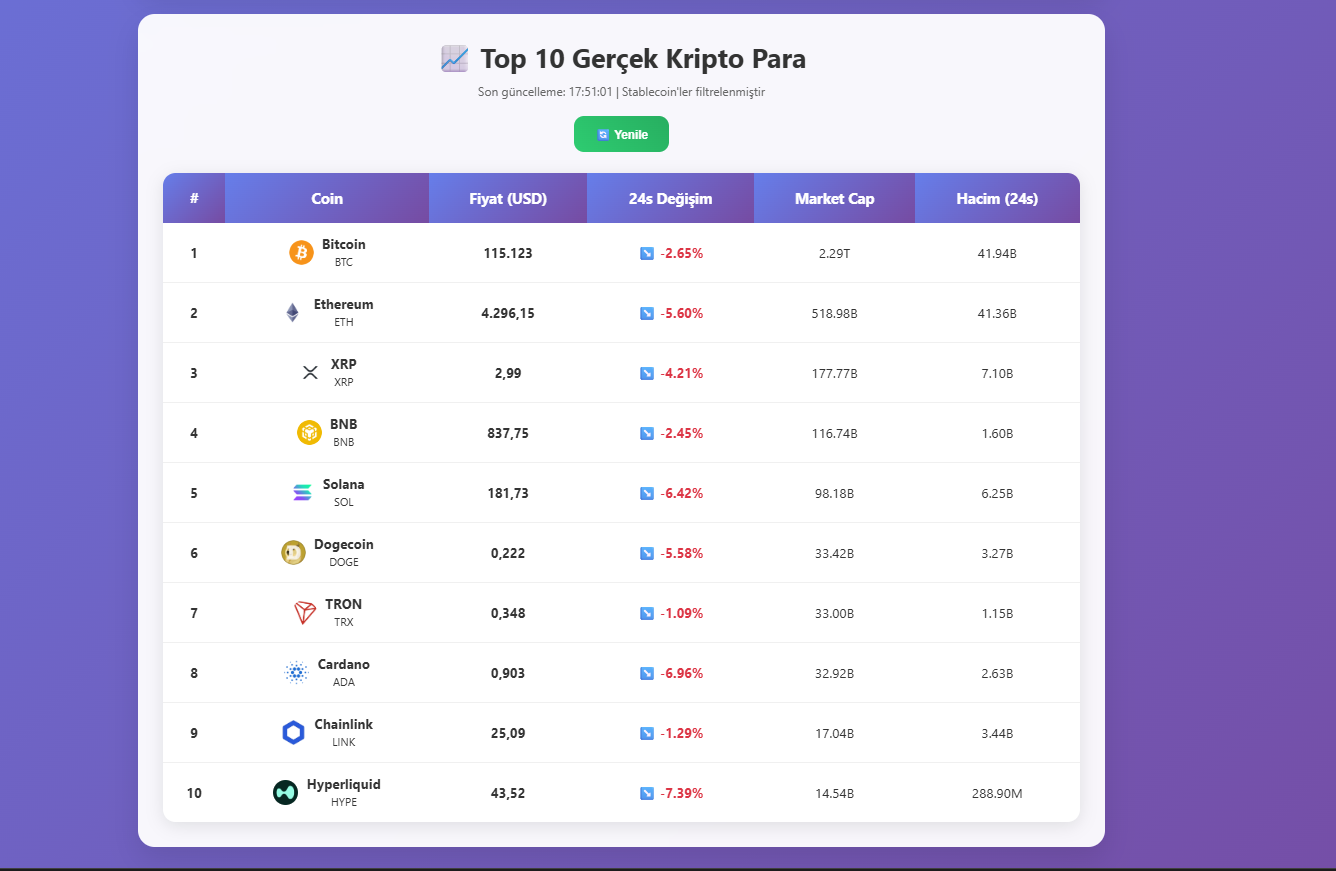 Top 10 Gerçek Kripto Para
Son güncelleme: 17:51:01 | Stablecoin'ler filtrelenmiştir
Yenile
# Coin Fiyat (USD) 24s Değişim Market Cap Hacim (24s)
1 Bitcoin BTC 115.123 -2.65% 2.29T 41.94B
2 Ethereum ETH 4.296,15 -5.60% 518.98B 41.36B
3 XRP XRP 2,99 -4.21% 177.77B 7.10B
4 BNB BNB 837,75 -2.45% 116.74B 1.60B
5 Solana SOL 181,73 -6.42% 98.18B 6.25B
6 Dogecoin DOGE 0,222 -5.58% 33.42B 3.27B
7 TRON TRX 0,348 -1.09% 33.00B 1.15B
8 Cardano ADA 0,903 -6.96% 32.92B 2.63B
9 Chainlink LINK 25,09 -1.29% 17.04B 3.44B
10 Hyperliquid HYPE 43,52 -7.39% 14.54B 288.90M